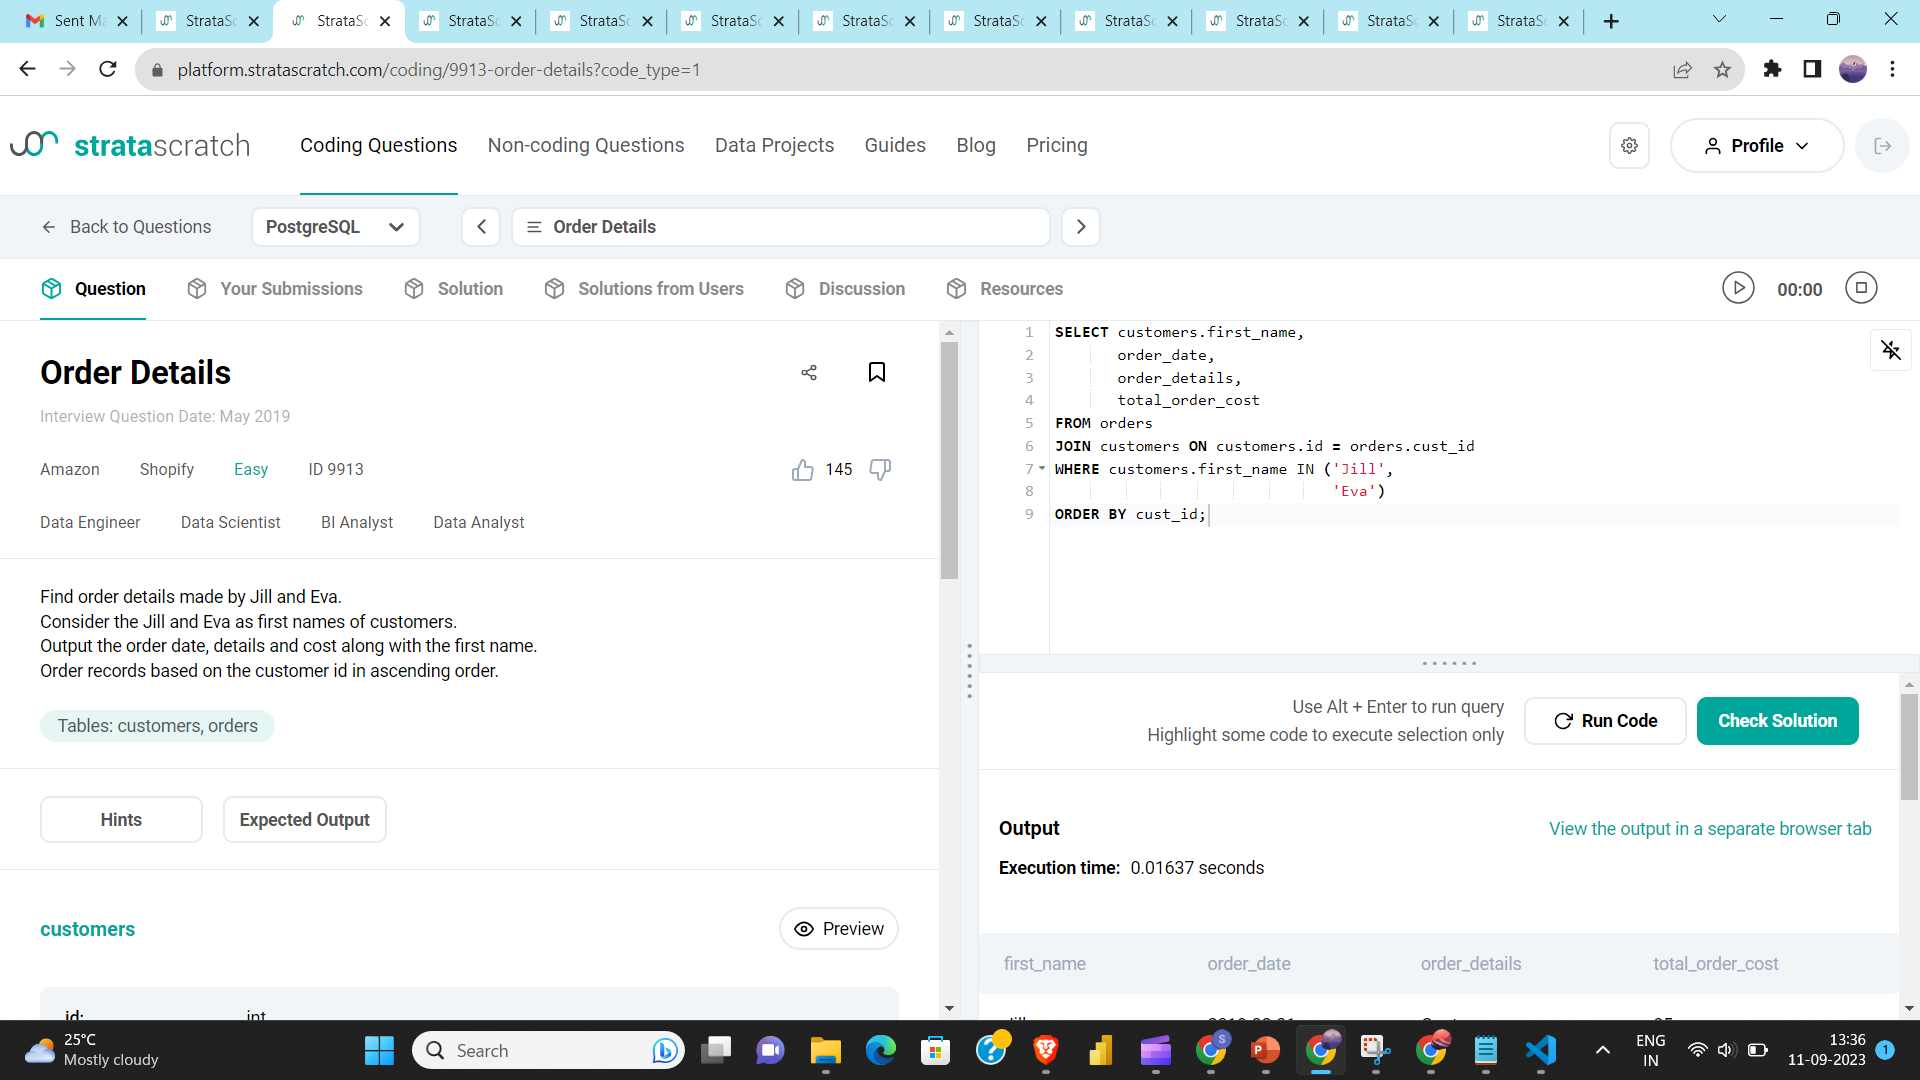 Sent Ma
StrataSc
StrataSc
StrataSc
StrataSc
StrataSc
StrataSc
StrataSc
StrataSc
StrataSc
StrataSc
StrataSc
platform.stratascratch.com/coding/9913-order-details?code_type=1
stratascratch
Coding Questions
Non-coding Questions
Data Projects
Guides
Blog
Pricing
Profile
Back to Questions
PostgreSQL
Order Details
Question
Your Submissions
Solution
Solutions from Users
Discussion
Resources
00:00
Order Details
Interview Question Date: May 2019
Amazon
Shopify
Easy
ID 9913
145
Data Engineer
Data Scientist
BI Analyst
Data Analyst
Find order details made by Jill and Eva.
Consider the Jill and Eva as first names of customers.
Output the order date, details and cost along with the first name.
Order records based on the customer id in ascending order.
Tables: customers, orders
Hints
Expected Output
customers
Preview
id:
int
1 SELECT customers.first_name,
2 order_date,
3 order_details,
4 total_order_cost
5 FROM orders
6 JOIN customers ON customers.id = orders.cust_id
7 WHERE customers.first_name IN ('Jill',
8 'Eva')
9 ORDER BY cust_id;
Use Alt + Enter to run query
Highlight some code to execute selection only
Run Code
Check Solution
Output
View the output in a separate browser tab
Execution time: 0.01637 seconds
first_name
order_date
order_details
total_order_cost
25°C
Mostly cloudy
Search
ENG
IN
13:36
11-09-2023
1